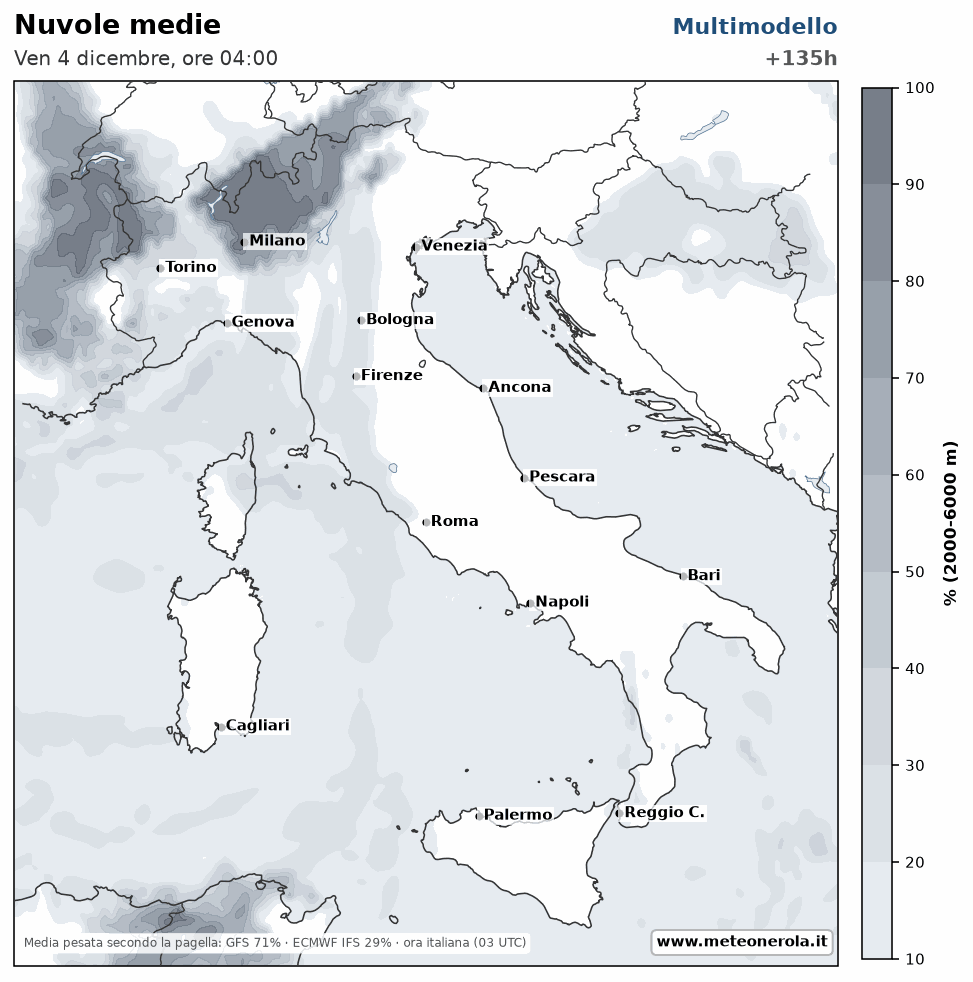 Nuvole medie
Multimodello
Ven 4 dicembre, ore 04:00
+135h
100
90
80
70
60
50
40
30
20
10
% (2000-6000 m)
Milano
Venezia
Torino
Genova
Bologna
Firenze
Ancona
Pescara
Roma
Bari
Napoli
Cagliari
Palermo
Reggio C.
Media pesata secondo la pagella: GFS 71% · ECMWF IFS 29% · ora italiana (03 UTC)
www.meteonerola.it